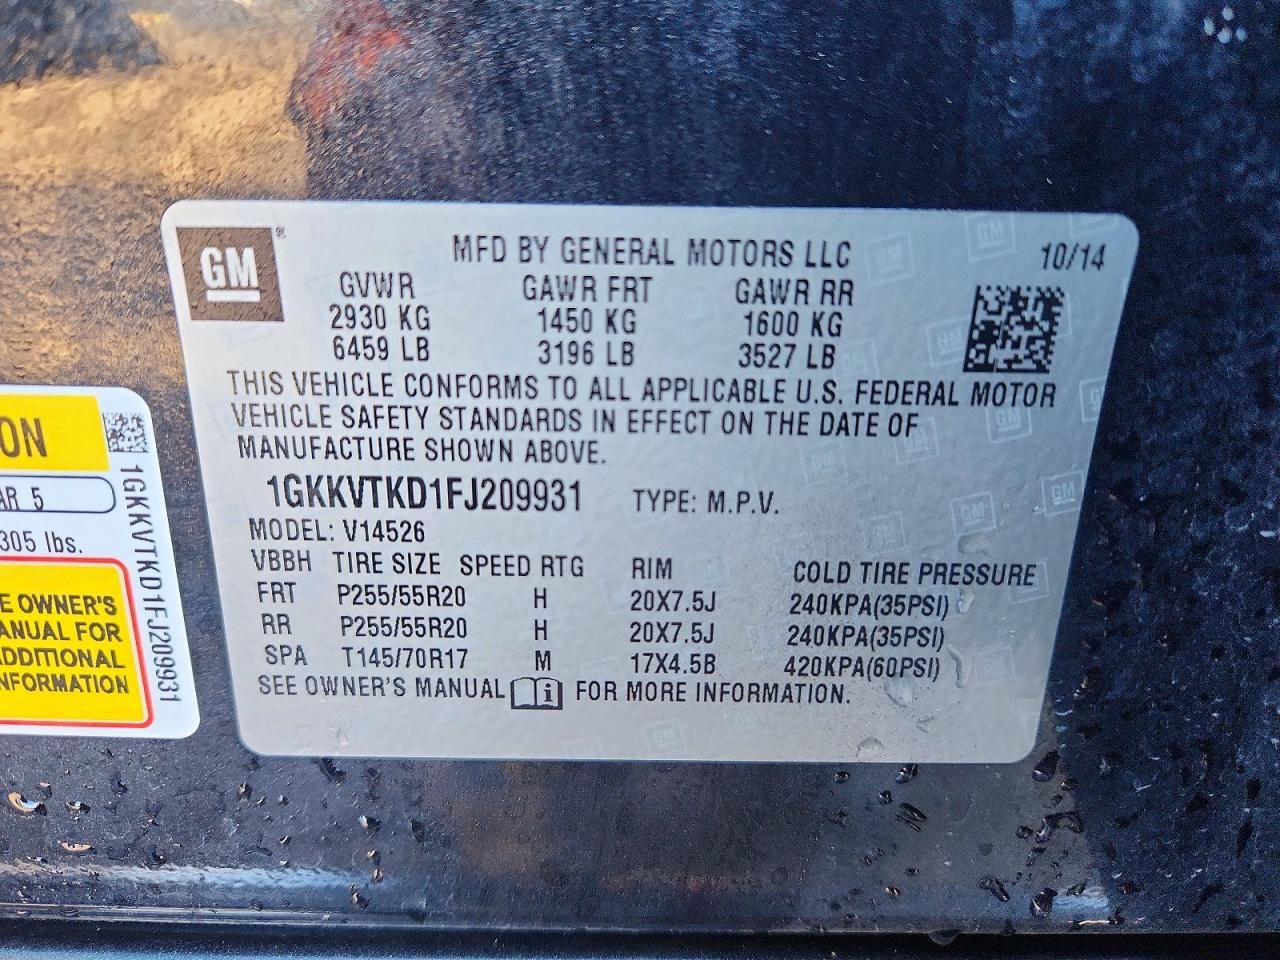 GM
MFD BY GENERAL MOTORS LLC 10/14
GVWR GAWR FRT GAWR RR
2930 KG 1450 KG 1600 KG
6459 LB 3196 LB 3527 LB
THIS VEHICLE CONFORMS TO ALL APPLICABLE U.S. FEDERAL MOTOR
VEHICLE SAFETY STANDARDS IN EFFECT ON THE DATE OF
MANUFACTURE SHOWN ABOVE.
1GKKVTKD1FJ209931 TYPE: M.P.V.
MODEL: V14526
VBBH TIRE SIZE SPEED RTG RIM COLD TIRE PRESSURE
FRT P255/55R20 H 20X7.5J 240KPA(35PSI)
RR P255/55R20 H 20X7.5J 240KPA(35PSI)
SPA T145/70R17 M 17X4.5B 420KPA(60PSI)
SEE OWNER'S MANUAL i FOR MORE INFORMATION.
ON
AR 5
305 lbs.
E OWNER'S
ANUAL FOR
ADDITIONAL
NFORMATION
1GKKVTKD1FJ209931